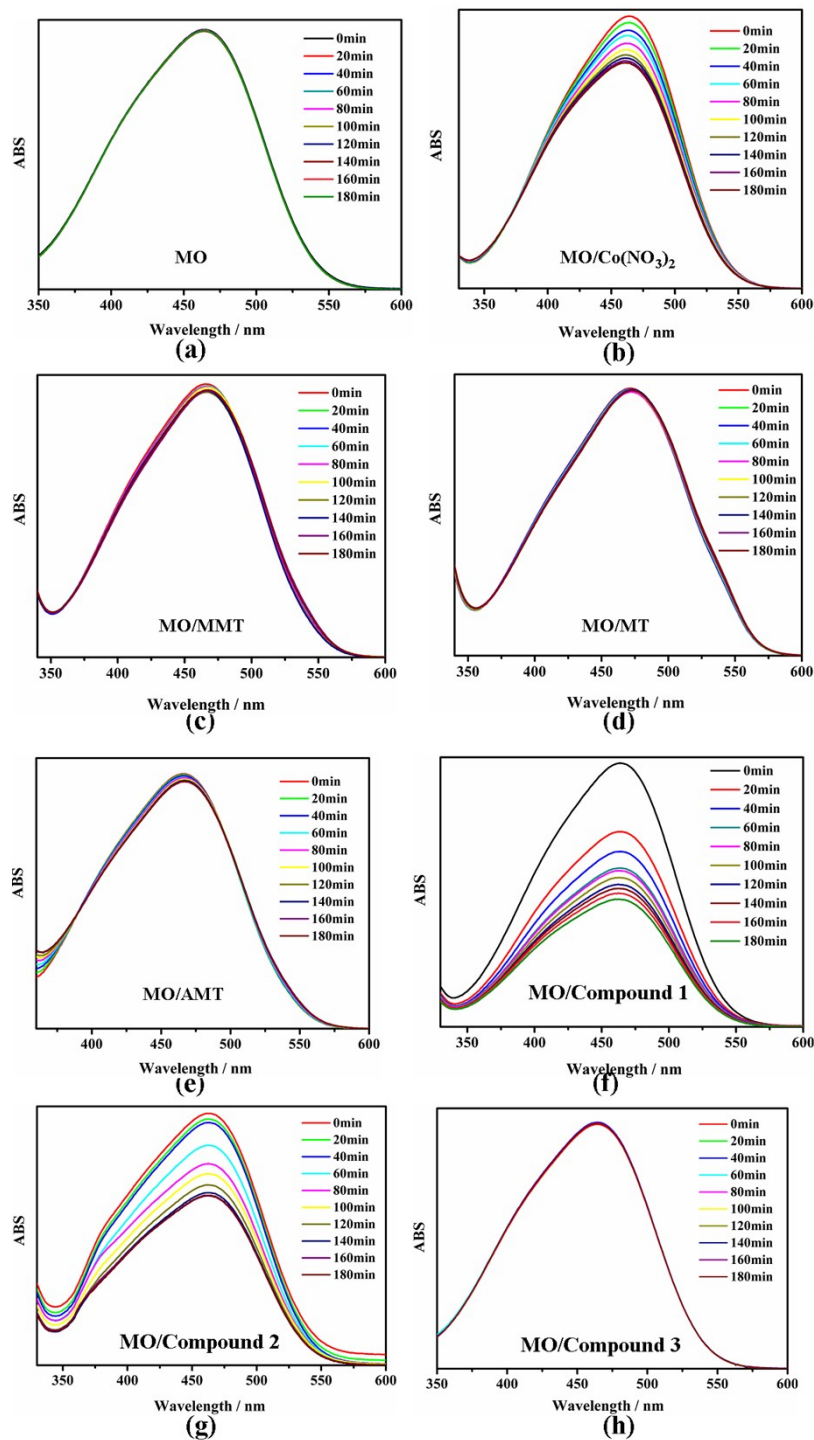 ABS
0min
20min
40min
60min
80min
100min
120min
140min
160min
180min
MO
350 400 450 500 550 600
Wavelength / nm
(a)
ABS
0min
20min
40min
60min
80min
100min
120min
140min
160min
180min
MO/Co(NO₃)₂
350 400 450 500 550 600
Wavelength / nm
(b)
ABS
0min
20min
40min
60min
80min
100min
120min
140min
160min
180min
MO/MMT
350 400 450 500 550 600
Wavelength / nm
(c)
ABS
0min
20min
40min
60min
80min
100min
120min
140min
160min
180min
MO/MT
350 400 450 500 550 600
Wavelength / nm
(d)
ABS
0min
20min
40min
60min
80min
100min
120min
140min
160min
180min
MO/AMT
400 450 500 550 600
Wavelength / nm
(e)
ABS
0min
20min
40min
60min
80min
100min
120min
140min
160min
180min
MO/Compound 1
350 400 450 500 550 600
Wavelength / nm
(f)
ABS
0min
20min
40min
60min
80min
100min
120min
140min
160min
180min
MO/Compound 2
350 400 450 500 550 600
Wavelength / nm
(g)
ABS
0min
20min
40min
60min
80min
100min
120min
140min
160min
180min
MO/Compound 3
350 400 450 500 550 600
Wavelength / nm
(h)